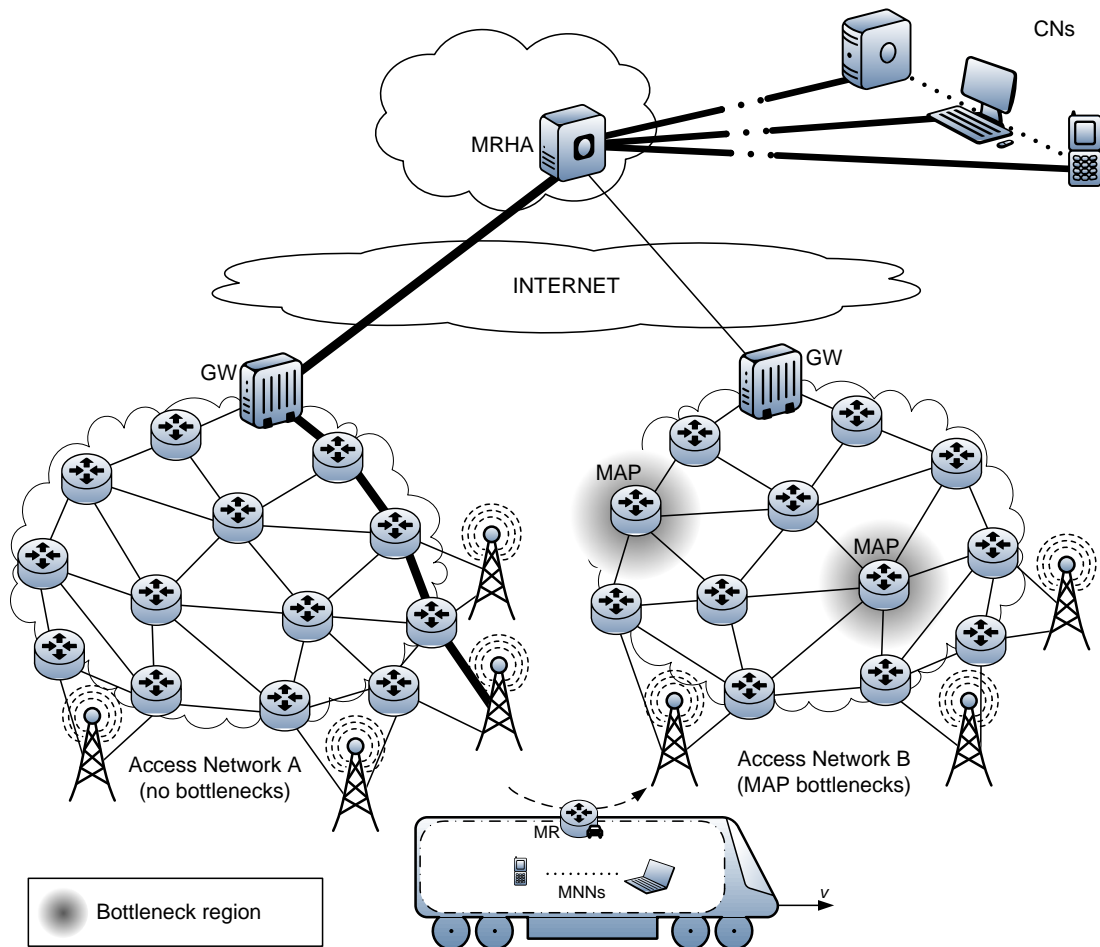 CNs
MRHA
INTERNET
GW
GW
MAP
MAP
Access Network A
(no bottlenecks)
Access Network B
(MAP bottlenecks)
MR
MNNs
v
Bottleneck region